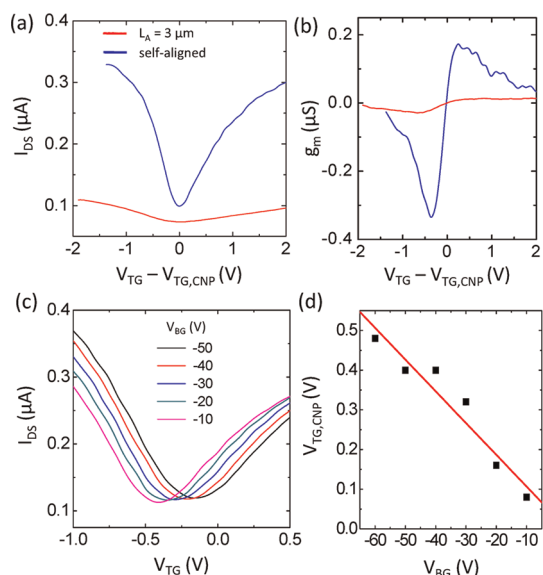 (a)
L_A = 3 μm
self-aligned
I_DS (μA)
0.4
0.3
0.2
0.1
-2 -1 0 1 2
V_TG – V_TG,CNP (V)
(b)
g_m (μS)
0.2
0.0
-0.2
-0.4
-2 -1 0 1 2
V_TG – V_TG,CNP (V)
(c)
V_BG (V)
-50
-40
-30
-20
-10
I_DS (μA)
0.4
0.3
0.2
0.1
-1.0 -0.5 0.0 0.5
V_TG (V)
(d)
V_TG,CNP (V)
0.5
0.4
0.3
0.2
0.1
0.0
-60 -50 -40 -30 -20 -10
V_BG (V)